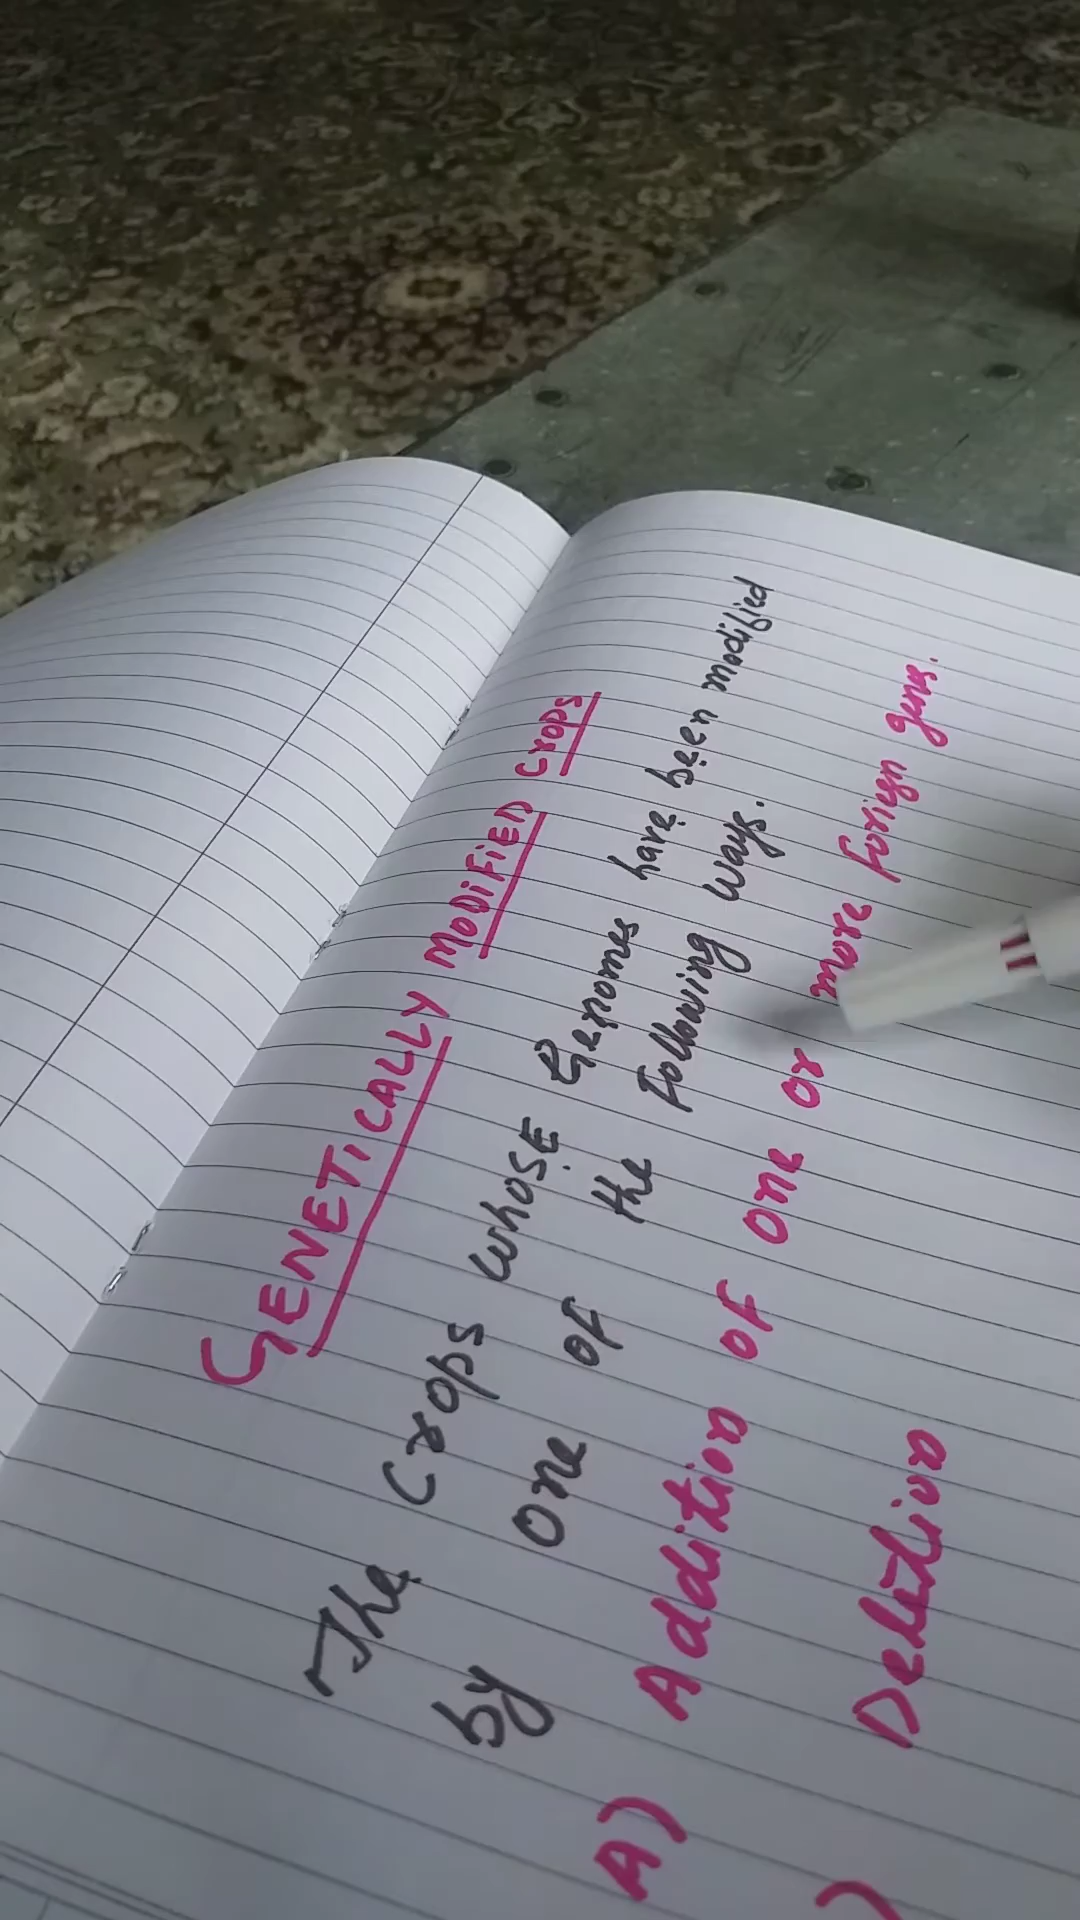 GENETICALLY MODIFIED CROPS
The Crops whose Genomes have been modified
by one of the Following ways.
A) Addition of one or more foriegn genes.
) Deletion